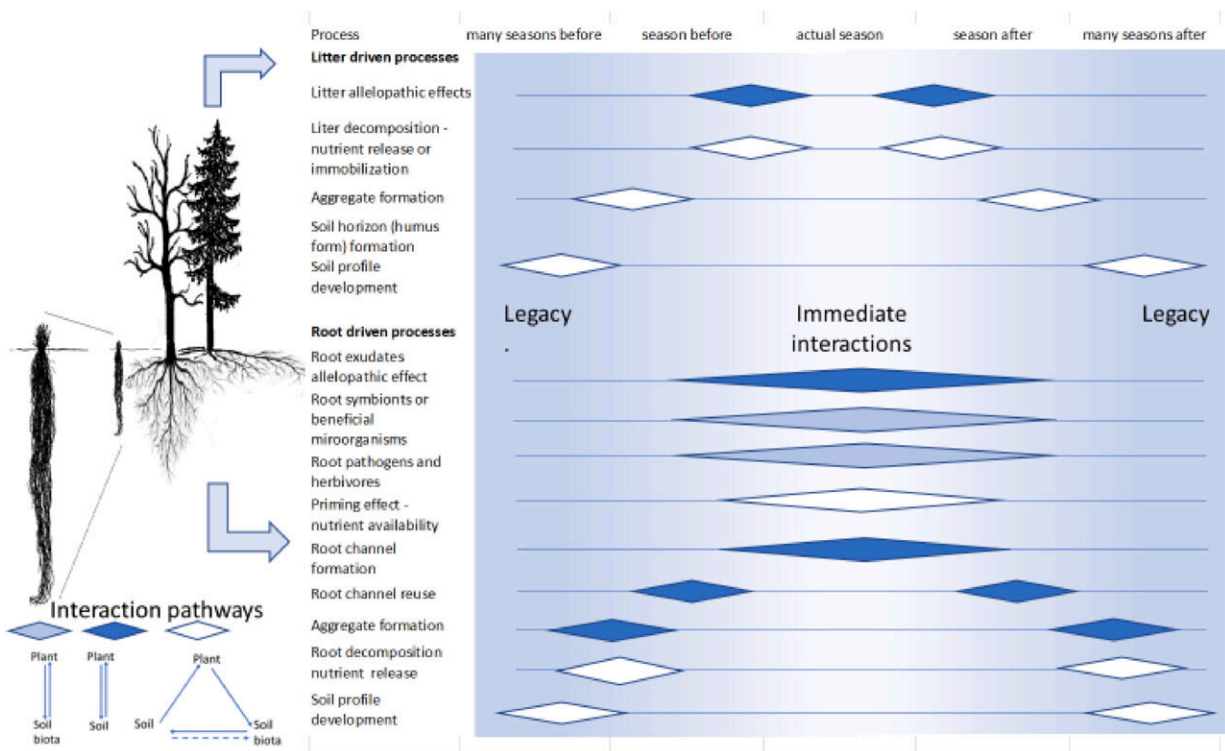 Process many seasons before season before actual season season after many seasons after
Litter driven processes
Litter allelopathic effects
Liter decomposition -
nutrient release or
immobilization
Aggregate formation
Soil horizon (humus
form) formation
Soil profile
development
Legacy Immediate Legacy
interactions
Root driven processes
Root exudates
allelopathic effect
Root symbionts or
beneficial
miroorganisms
Root pathogens and
herbivores
Priming effect -
nutrient availability
Root channel
formation
Root channel reuse
Aggregate formation
Root decomposition
nutrient release
Soil profile
development
Interaction pathways
Plant Plant Plant
Soil Soil Soil Soil
biota biota